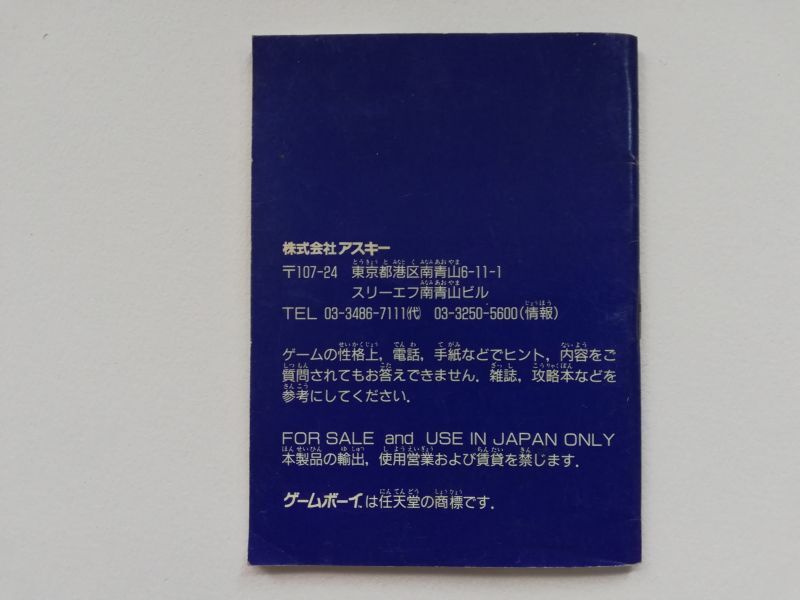 株式会社アスキー
〒107-24 東京都港区南青山6-11-1
スリーエフ南青山ビル
TEL 03-3486-7111㈹ 03-3250-5600(情報)
ゲームの性格上,電話,手紙などでヒント,内容をご
質問されてもお答えできません.雑誌,攻略本などを
参考にしてください.
FOR SALE and USE IN JAPAN ONLY
本製品の輸出,使用営業および賃貸を禁じます.
ゲームボーイ™は任天堂の商標です.